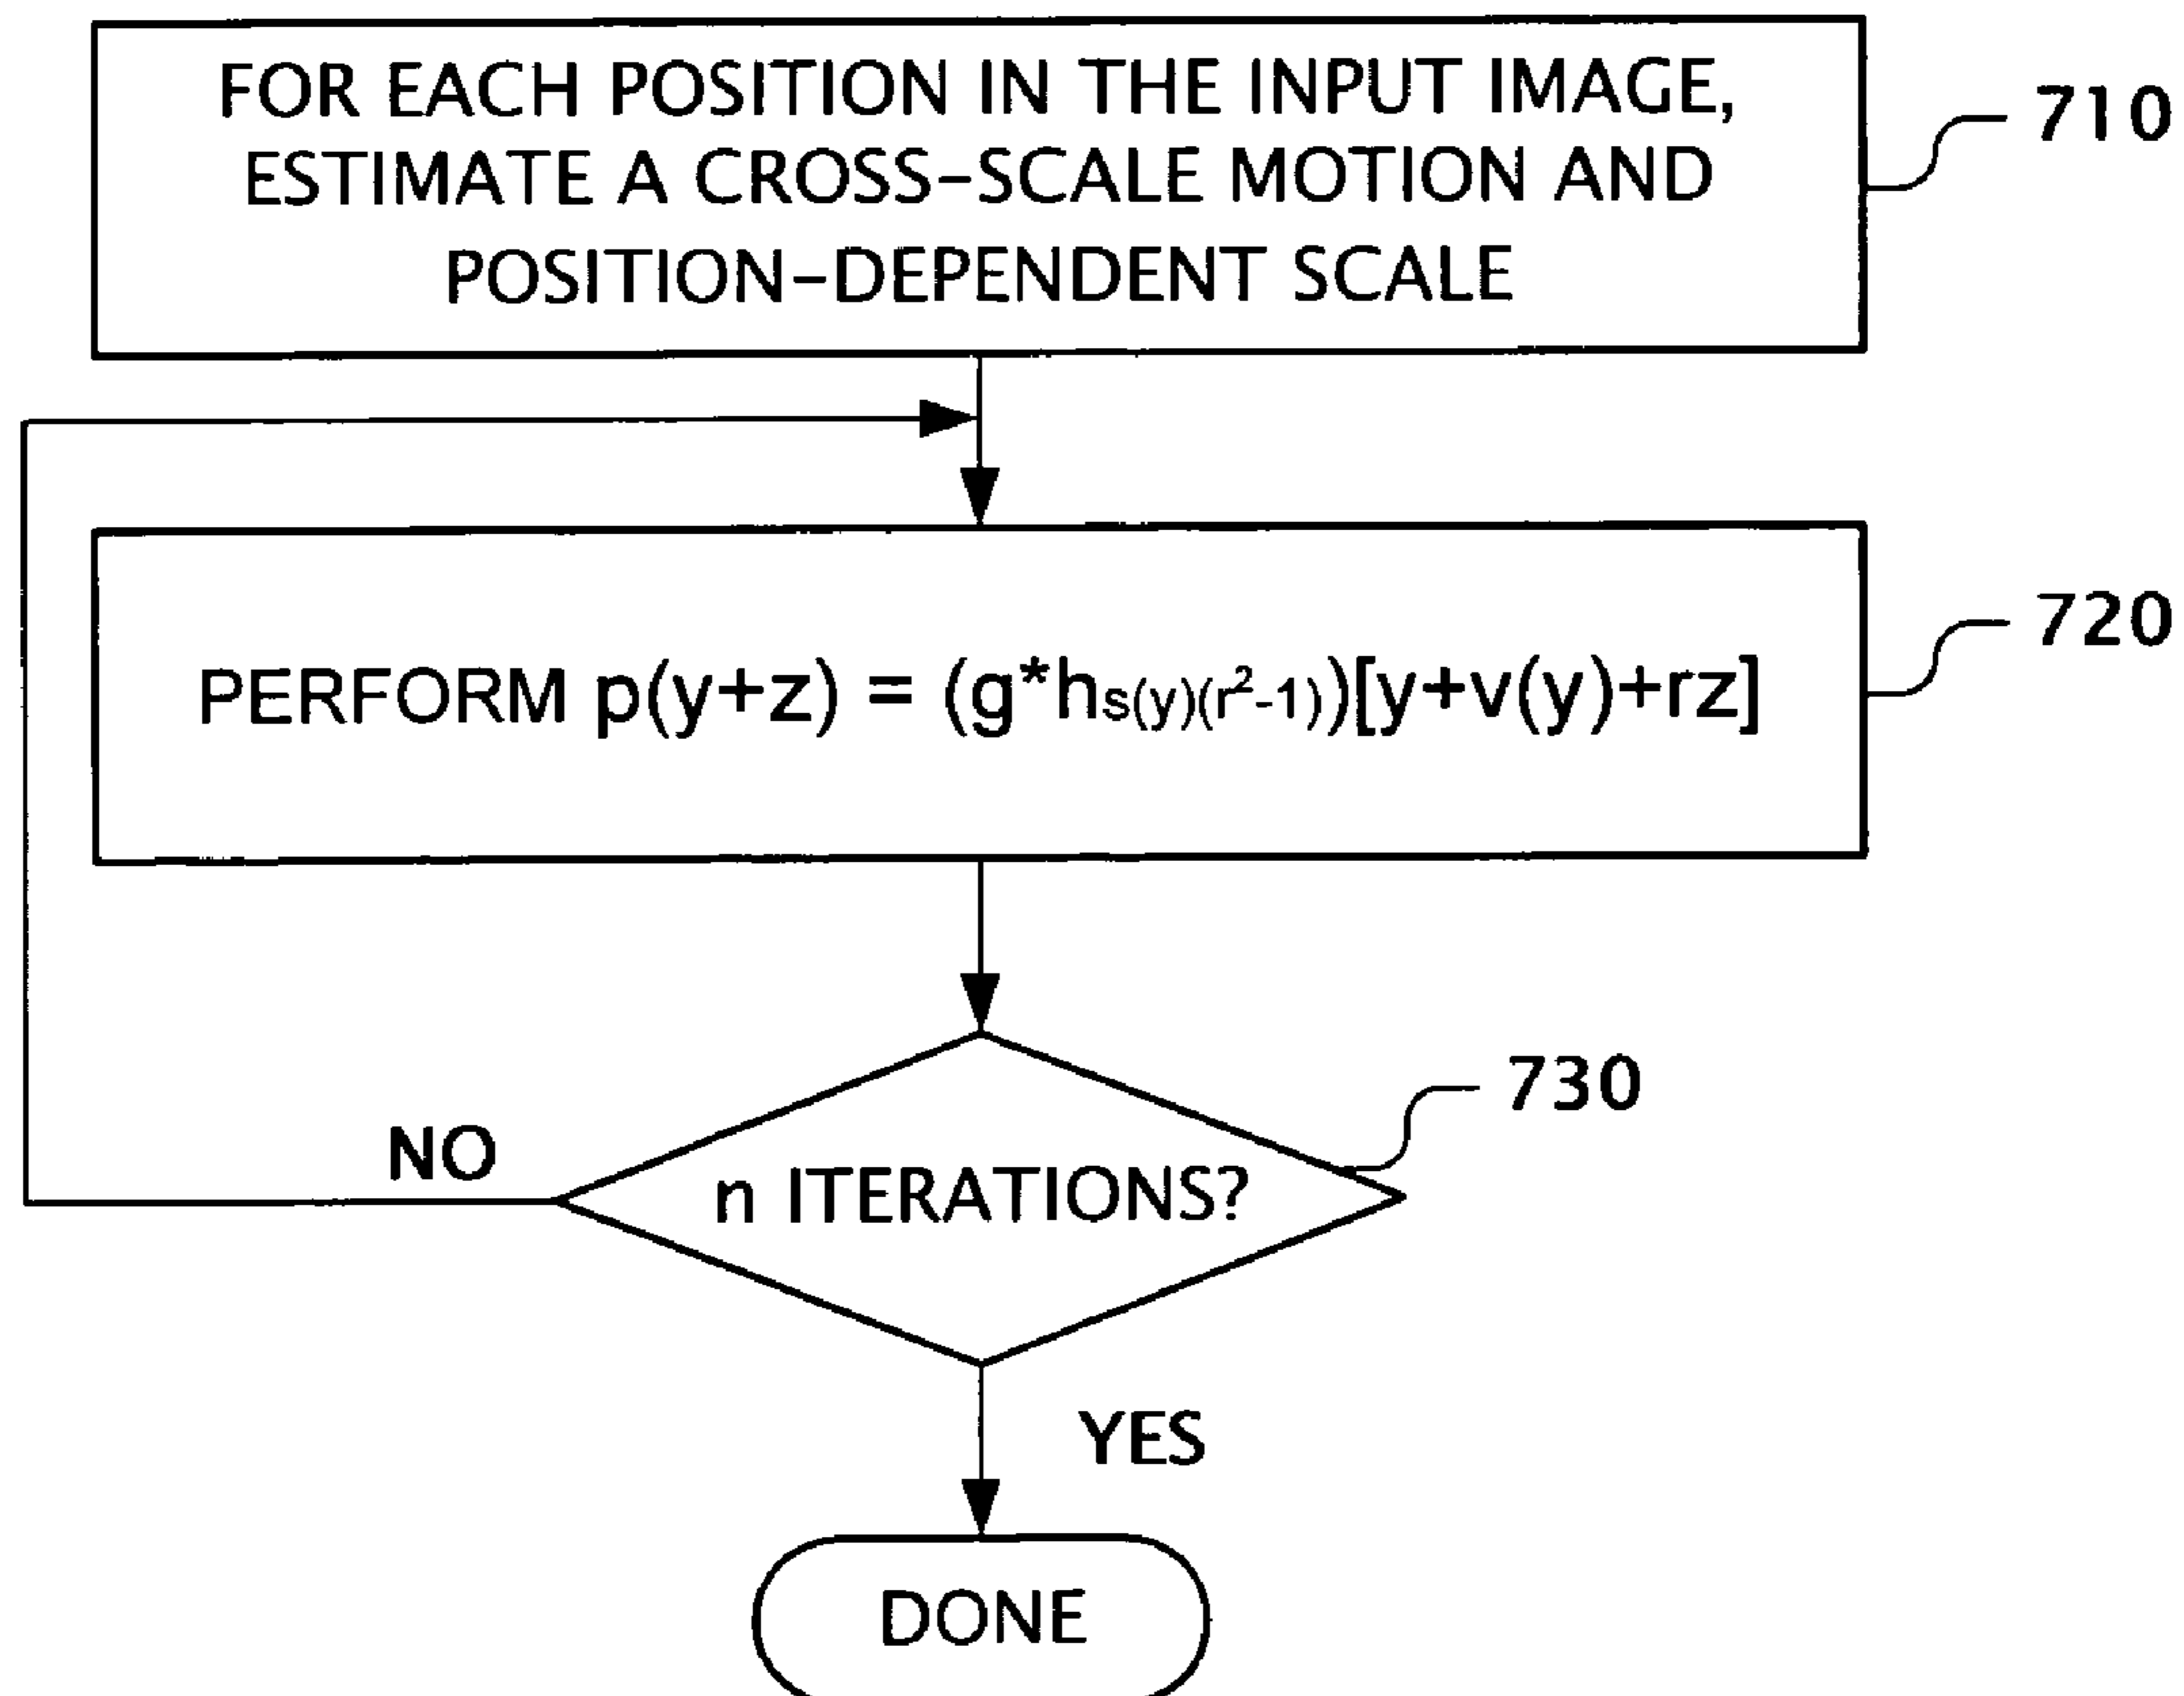 FOR EACH POSITION IN THE INPUT IMAGE,
ESTIMATE A CROSS-SCALE MOTION AND
POSITION-DEPENDENT SCALE
710
PERFORM p(y+z) = (g*hs(y)(r²-1))[y+v(y)+rz]
720
730
NO
n ITERATIONS?
YES
DONE